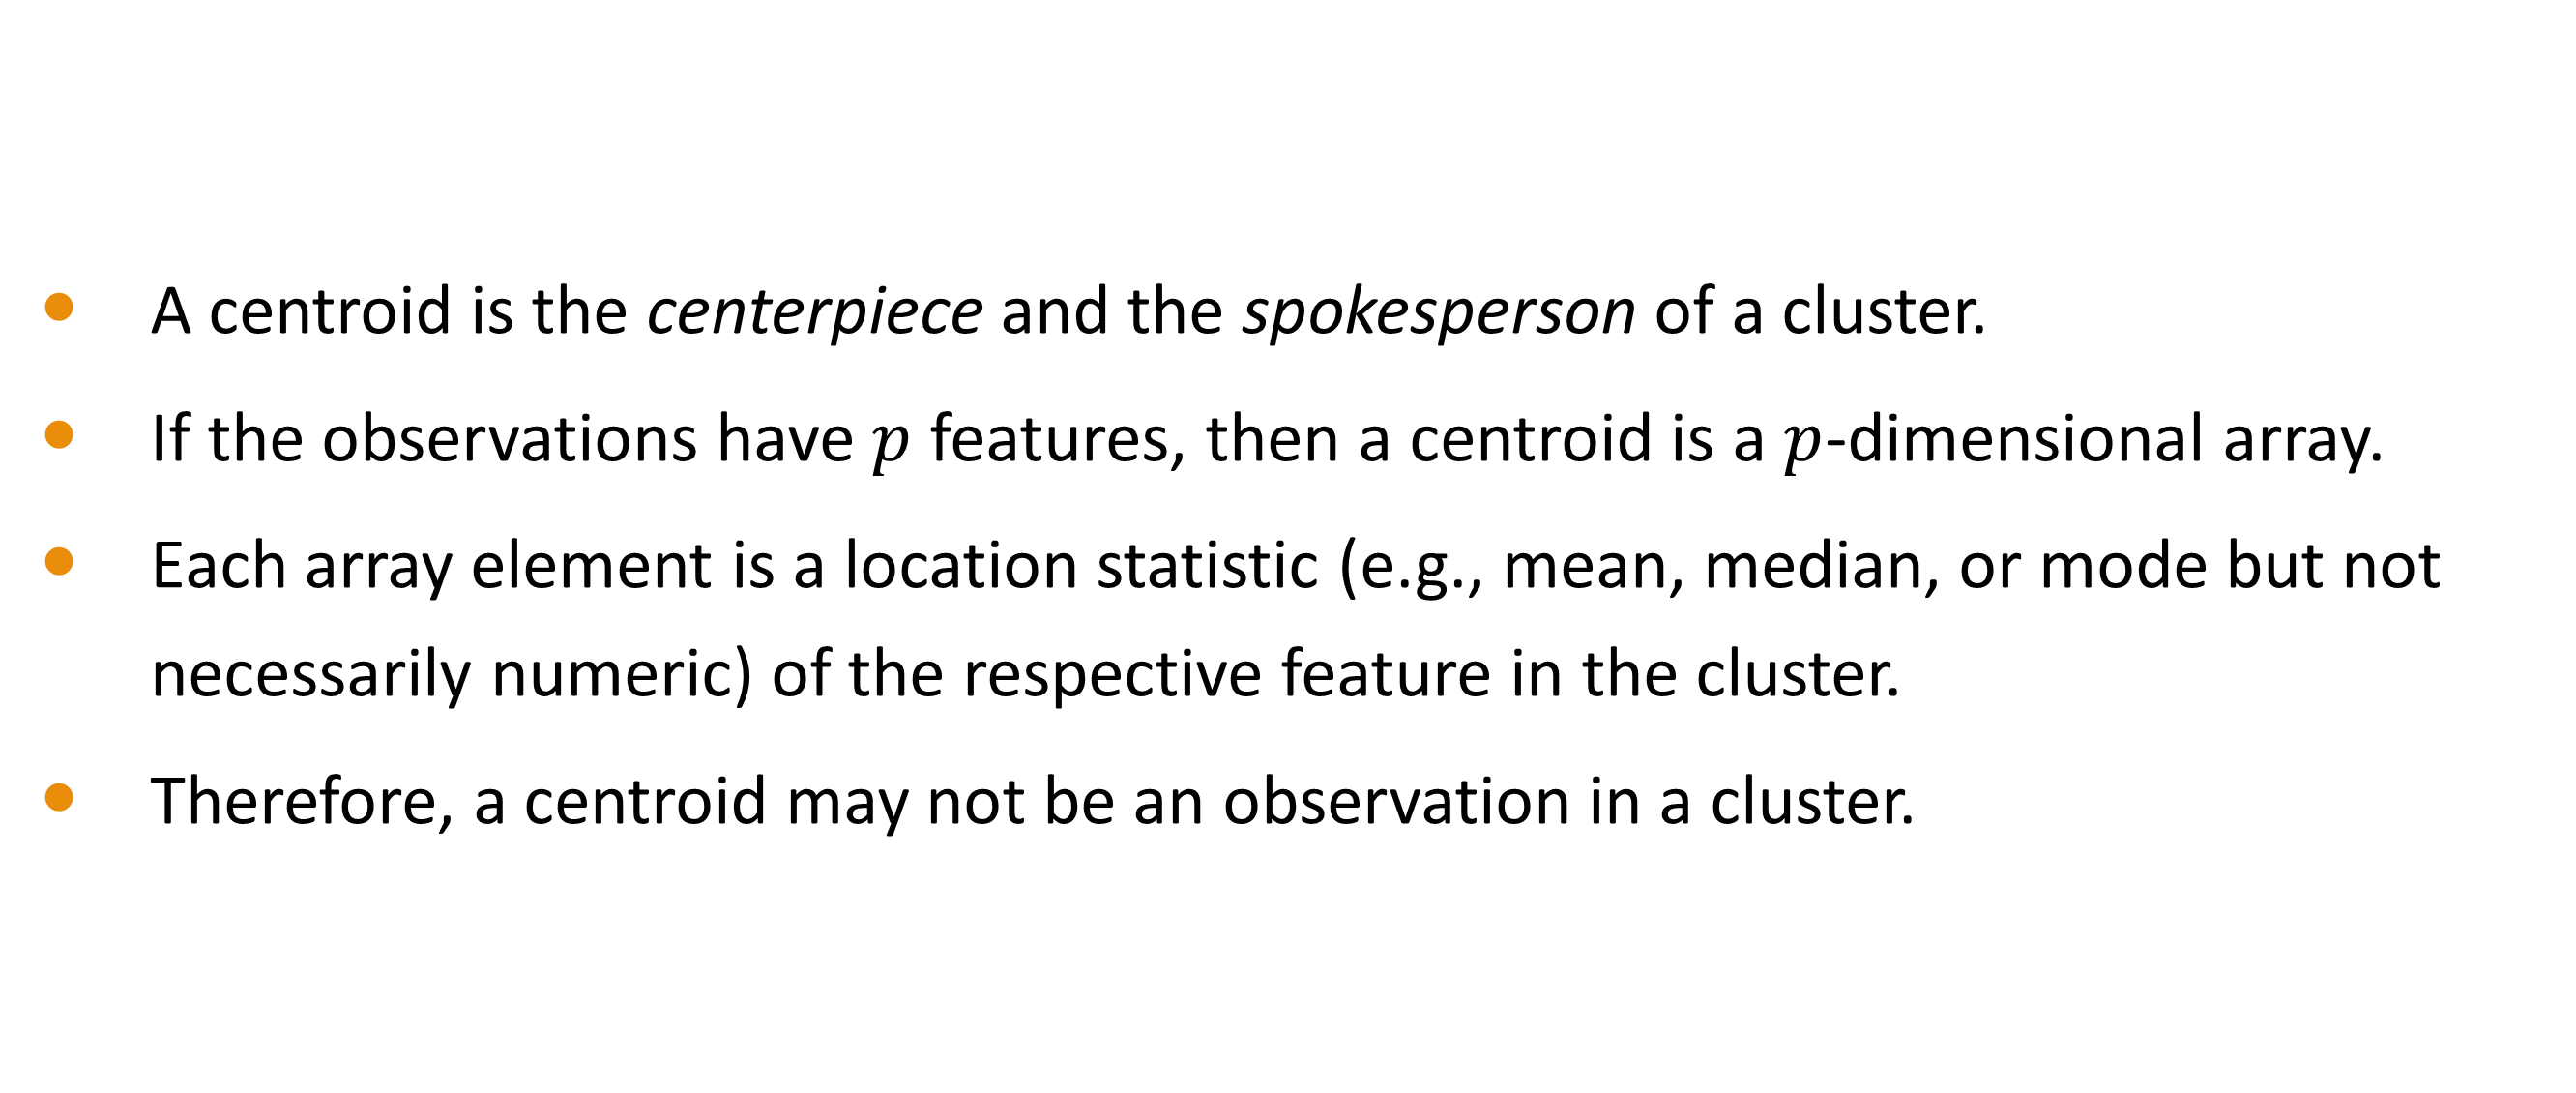 • A centroid is the centerpiece and the spokesperson of a cluster.
• If the observations have 𝑝 features, then a centroid is a 𝑝-dimensional array.
• Each array element is a location statistic (e.g., mean, median, or mode but not
necessarily numeric) of the respective feature in the cluster.
• Therefore, a centroid may not be an observation in a cluster.